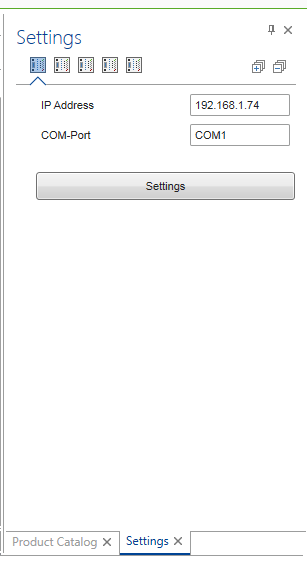 Settings
IP Address 192.168.1.74
COM-Port COM1
Settings
Product Catalog Settings